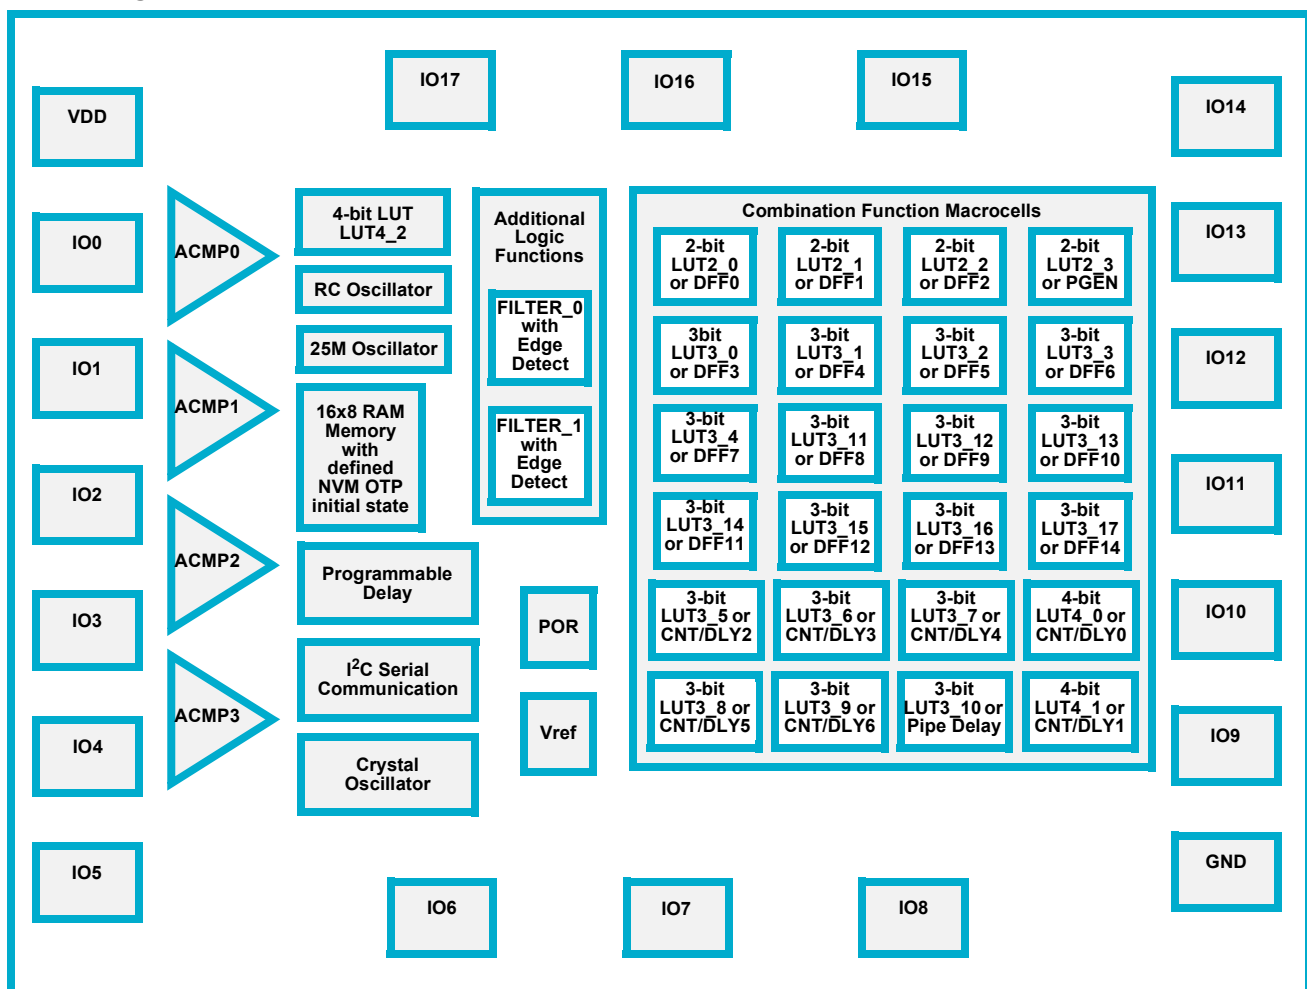 IO17
IO16
IO15
IO14
VDD
IO0
IO1
IO2
IO3
IO4
IO5
ACMP0
ACMP1
ACMP2
ACMP3
4-bit LUT
LUT4_2
RC Oscillator
25M Oscillator
16x8 RAM
Memory
with
defined
NVM OTP
initial state
Programmable
Delay
I²C Serial
Communication
Crystal
Oscillator
Additional
Logic
Functions
FILTER_0
with
Edge
Detect
FILTER_1
with
Edge
Detect
POR
Vref
Combination Function Macrocells
2-bit
LUT2_0
or DFF0
2-bit
LUT2_1
or DFF1
2-bit
LUT2_2
or DFF2
2-bit
LUT2_3
or PGEN
3bit
LUT3_0
or DFF3
3-bit
LUT3_1
or DFF4
3-bit
LUT3_2
or DFF5
3-bit
LUT3_3
or DFF6
3-bit
LUT3_4
or DFF7
3-bit
LUT3_11
or DFF8
3-bit
LUT3_12
or DFF9
3-bit
LUT3_13
or DFF10
3-bit
LUT3_14
or DFF11
3-bit
LUT3_15
or DFF12
3-bit
LUT3_16
or DFF13
3-bit
LUT3_17
or DFF14
3-bit
LUT3_5 or
CNT/DLY2
3-bit
LUT3_6 or
CNT/DLY3
3-bit
LUT3_7 or
CNT/DLY4
4-bit
LUT4_0 or
CNT/DLY0
3-bit
LUT3_8 or
CNT/DLY5
3-bit
LUT3_9 or
CNT/DLY6
3-bit
LUT3_10 or
Pipe Delay
4-bit
LUT4_1 or
CNT/DLY1
IO13
IO12
IO11
IO10
IO9
GND
IO6
IO7
IO8